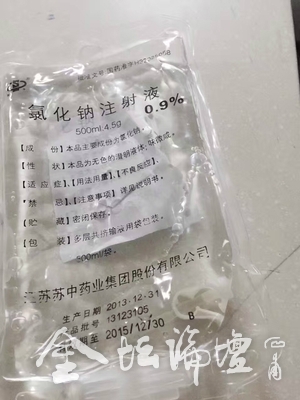 氯化钠注射液
0.9%
500ml:4.5g
【成 份】本品主要成份为氯化钠。
【性 状】本品为无色的澄明液体,味微咸。
【适应症】、【用法用量】、【不良反应】、
【禁 忌】、【注意事项】详见说明书。
【贮 藏】密闭保存。
【包 装】多层共挤输液用袋包装。
500ml/袋。
江苏苏中药业集团股份有限公司
生产日期 2013.12.31
产品批号 13123105
2015/12/30 B
金坛论坛